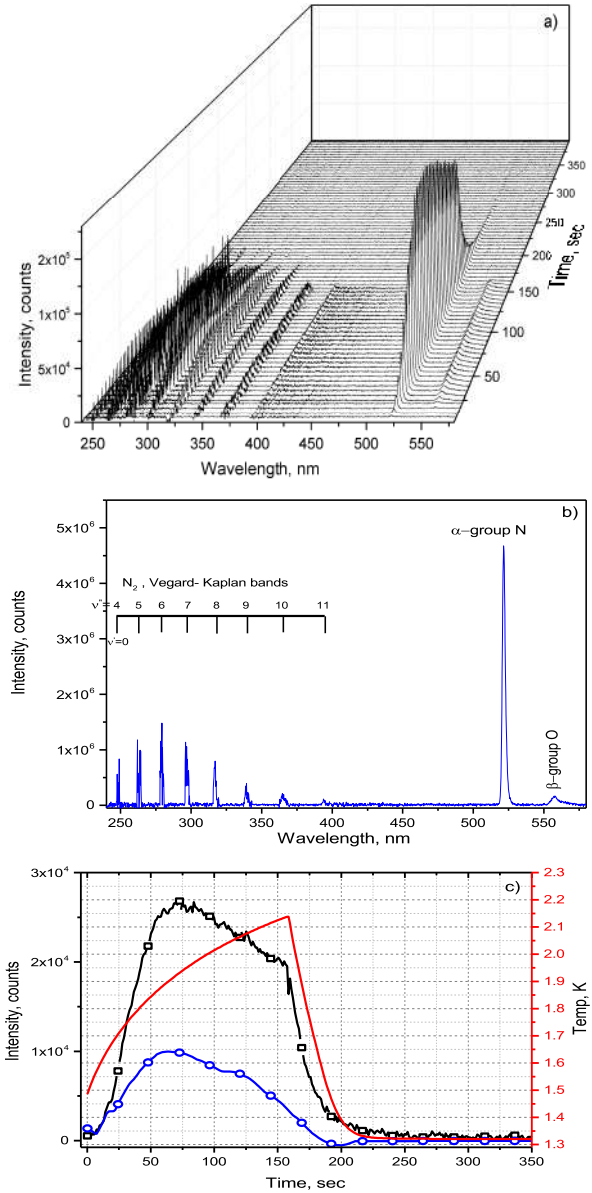 a)
Intensity, counts
2x10⁵
1x10⁵
5x10⁴
0
250 300 350 400 450 500 550
Wavelength, nm
50 100 150 200 250 300 350
Time, sec
b)
Intensity, counts
5x10⁶
4x10⁶
3x10⁶
2x10⁶
1x10⁶
0
α−group N
N₂ , Vegard- Kaplan bands
ν''= 4 5 6 7 8 9 10 11
ν'=0
β−group O
250 300 350 400 450 500 550
Wavelength, nm
c)
Intensity, counts
3x10⁴
2x10⁴
1x10⁴
0
2.3
2.2
2.1
2.0
1.9
1.8
1.7
1.6
1.5
1.4
1.3
Temp, K
0 50 100 150 200 250 300 350
Time, sec